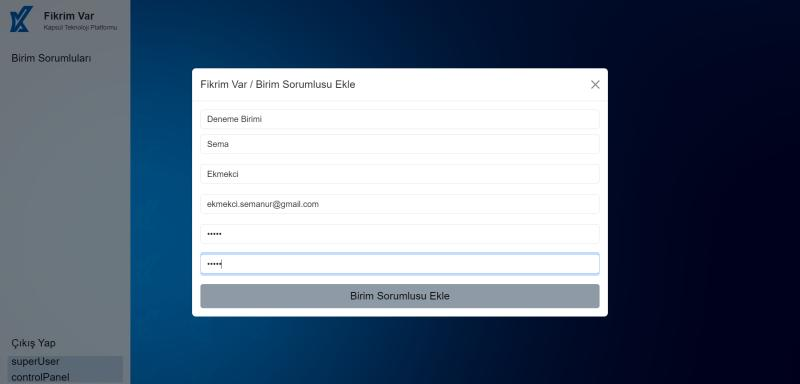 Fikrim Var
Kapsül Teknoloji Platformu
Birim Sorumluları
Fikrim Var / Birim Sorumlusu Ekle
Deneme Birimi
Sema
Ekmekci
ekmekci.semanur@gmail.com
•••••
•••••
Birim Sorumlusu Ekle
Çıkış Yap
superUser
controlPanel